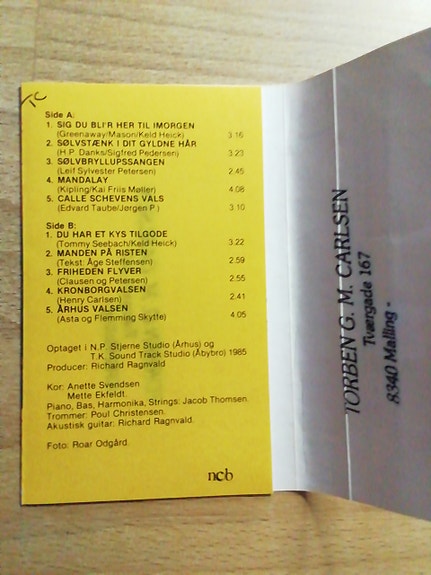 TC
Side A:
1. SIG DU BLI'R HER TIL IMORGEN
(Greenaway/Mason/Keld Heick) 3.16
2. SØLVSTÆNK I DIT GYLDNE HÅR
(H.P. Danks/Sigfred Pedersen) 3.23
3. SØLVBRYLLUPSSANGEN
(Leif Sylvester Petersen) 2.45
4. MANDALAY
(Kipling/Kai Friis Møller) 4.08
5. CALLE SCHEVENS VALS
(Edvard Taube/Jørgen P.) 3.10
Side B:
1. DU HAR ET KYS TILGODE
(Tommy Seebach/Keld Heick) 3.22
2. MANDEN PÅ RISTEN
(Tekst: Åge Steffensen) 2.59
3. FRIHEDEN FLYVER
(Clausen og Petersen) 2.55
4. KRONBORGVALSEN
(Henry Carlsen) 2.41
5. ÅRHUS VALSEN
(Asta og Flemming Skytte) 4.05
Optaget i N.P. Stjerne Studio (Århus) og
T.K. Sound Track Studio (Åbybro) 1985
Producer: Richard Ragnvald
Kor: Anette Svendsen
Mette Ekfeldt.
Piano, Bas, Harmonika, Strings: Jacob Thomsen.
Trommer: Poul Christensen.
Akustisk guitar: Richard Ragnvald.
Foto: Roar Odgård.
ncb
TORBEN G. M. CARLSEN
Tværgade 167
8340 Malling -